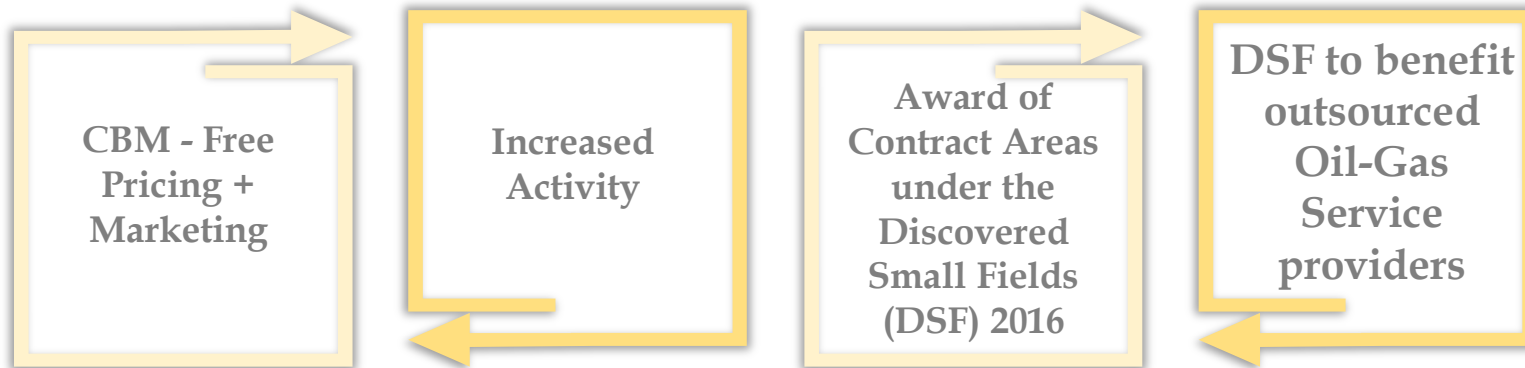 CBM - Free
Pricing +
Marketing
Increased
Activity
Award of
Contract Areas
under the
Discovered
Small Fields
(DSF) 2016
DSF to benefit
outsourced
Oil-Gas
Service
providers